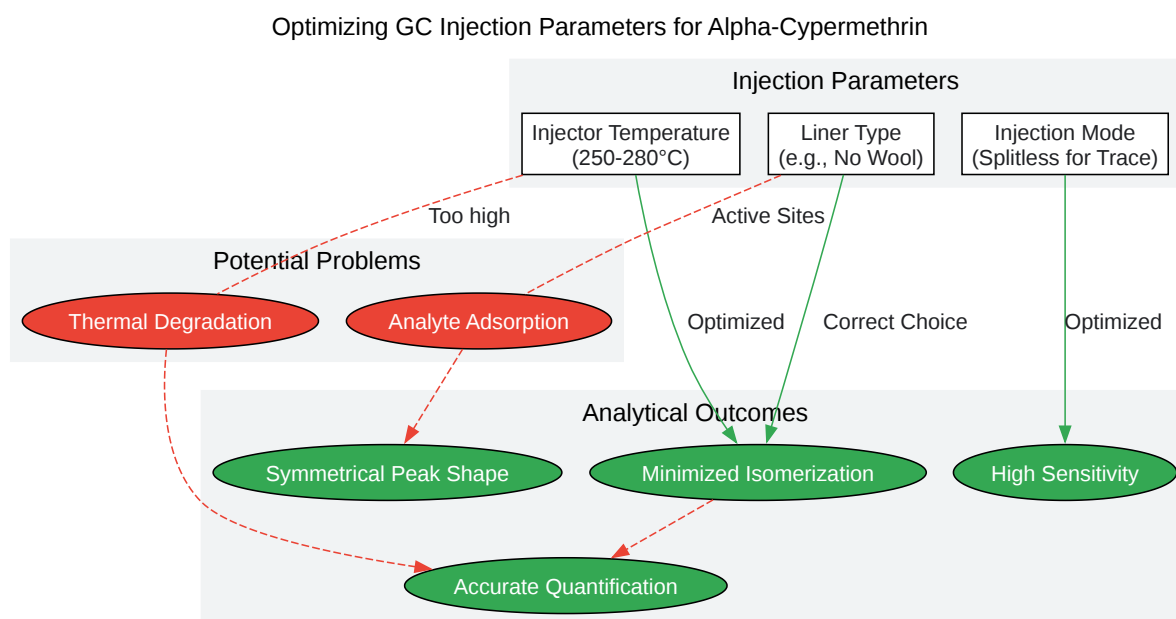 Optimizing GC Injection Parameters for Alpha-Cypermethrin
Injection Parameters
Injector Temperature
(250-280°C)
Liner Type
(e.g., No Wool)
Injection Mode
(Splitless for Trace)
Too high
Active Sites
Potential Problems
Thermal Degradation
Analyte Adsorption
Optimized
Correct Choice
Optimized
Analytical Outcomes
Symmetrical Peak Shape
Minimized Isomerization
High Sensitivity
Accurate Quantification